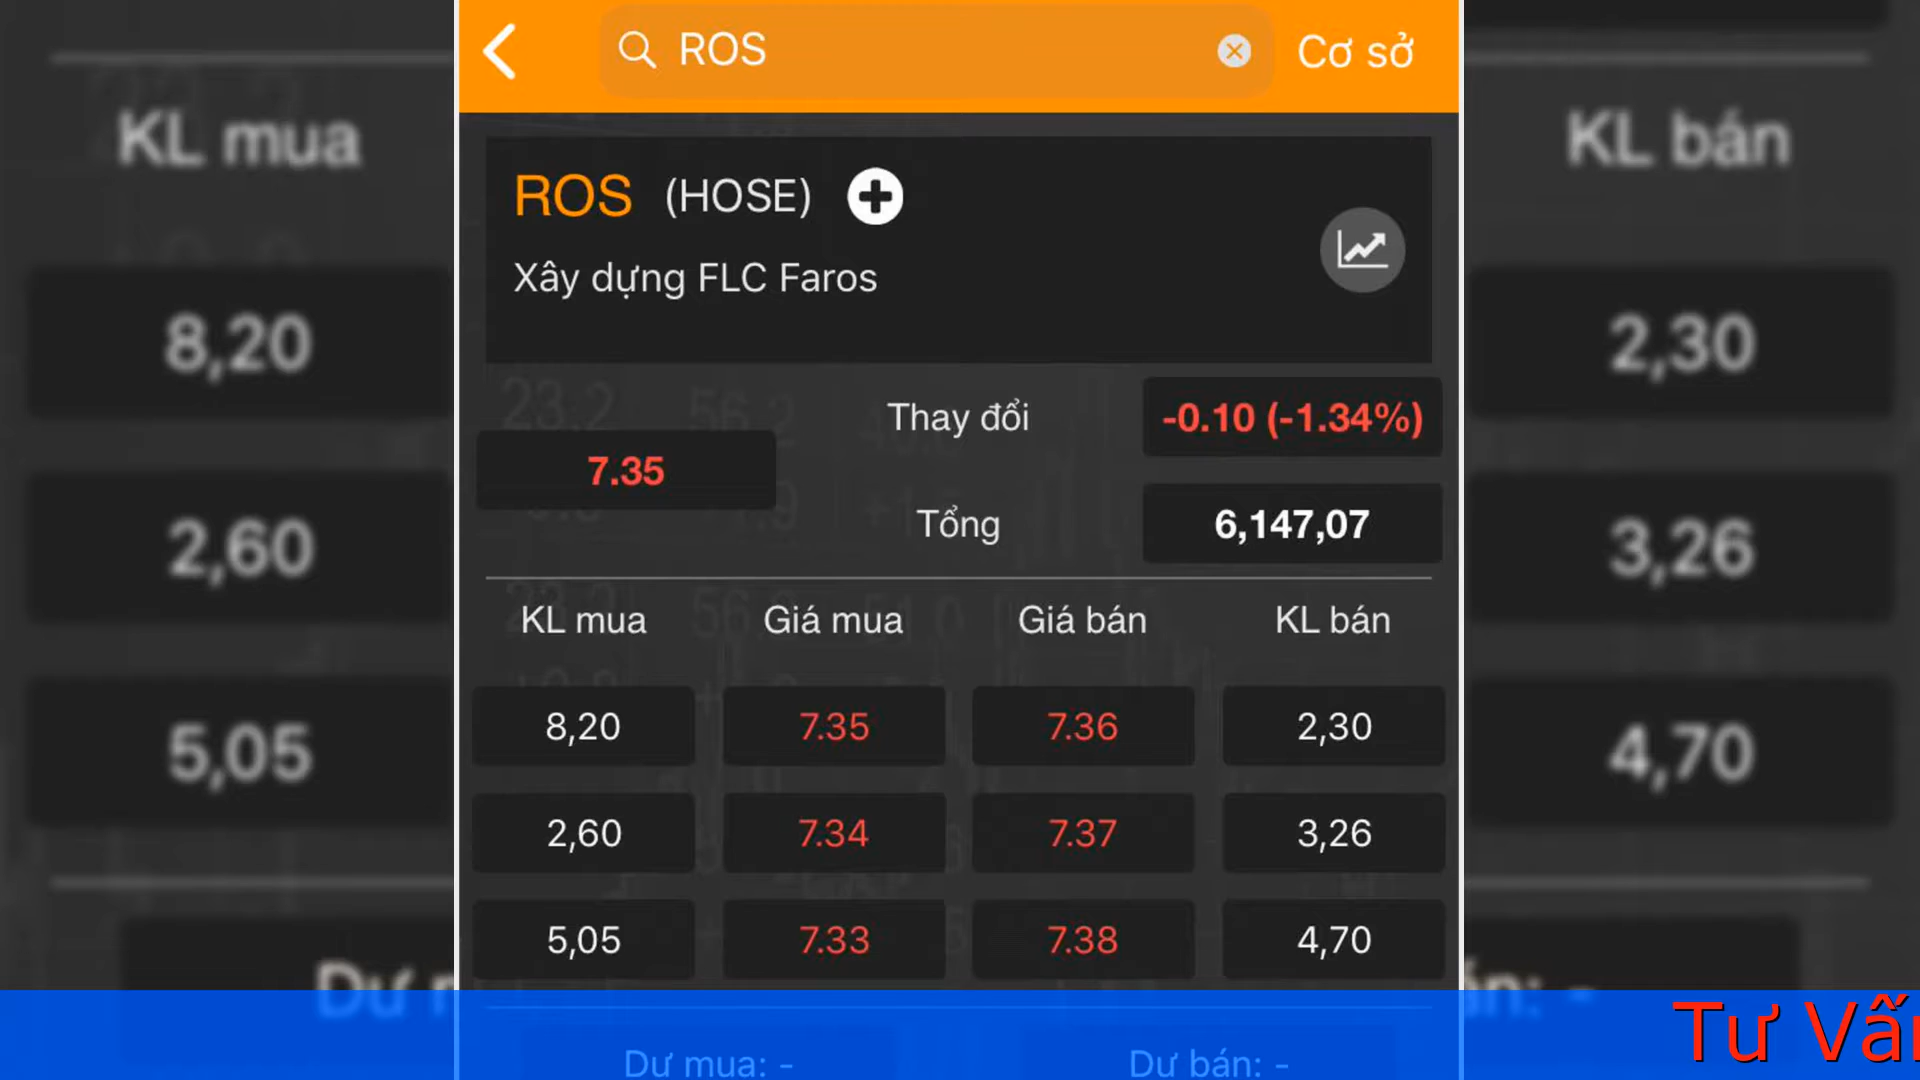 ROS
Cơ sở
ROS (HOSE)
Xây dựng FLC Faros
Thay đổi
-0.10 (-1.34%)
7.35
Tổng
6,147,07
KL mua Giá mua Giá bán KL bán
8,20 7.35 7.36 2,30
2,60 7.34 7.37 3,26
5,05 7.33 7.38 4,70
Dư mua: - Dư bán: -
KL mua
8,20
2,60
5,05
Dư
KL bán
2,30
3,26
4,70
Tư